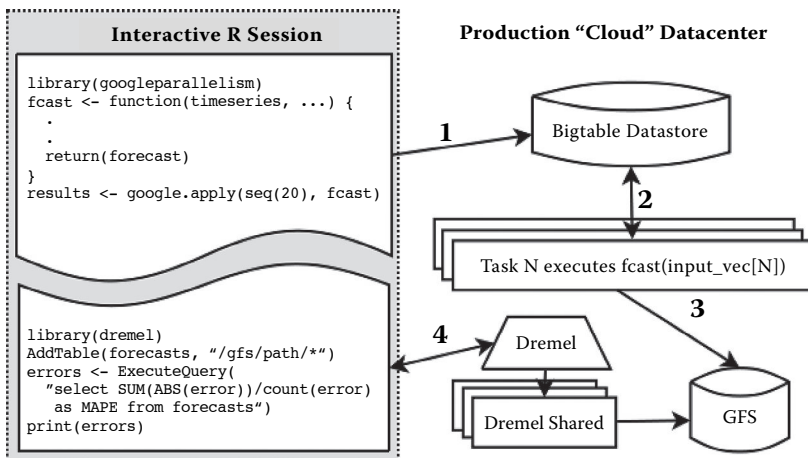 Interactive R Session
library(googleparallelism)
fcast <- function(timeseries, ...) {
.
.
return(forecast)
}
results <- google.apply(seq(20), fcast)
library(dremel)
AddTable(forecasts, “/gfs/path/*“)
errors <- ExecuteQuery(
”select SUM(ABS(error))/count(error)
as MAPE from forecasts“)
print(errors)
Production “Cloud” Datacenter
1
Bigtable Datastore
2
Task N executes fcast(input_vec[N])
3
4
Dremel
Dremel Shared
GFS